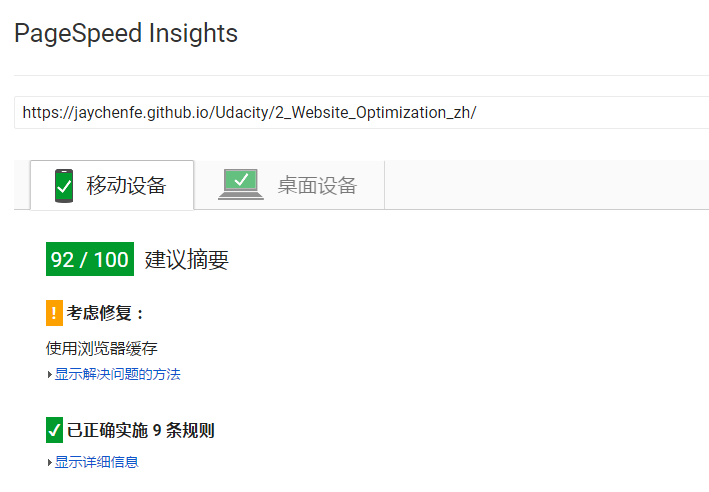 PageSpeed Insights
https://jaychenfe.github.io/Udacity/2_Website_Optimization_zh/
移动设备 桌面设备
92 / 100 建议摘要
! 考虑修复：
使用浏览器缓存
显示解决问题的方法
已正确实施 9 条规则
显示详细信息